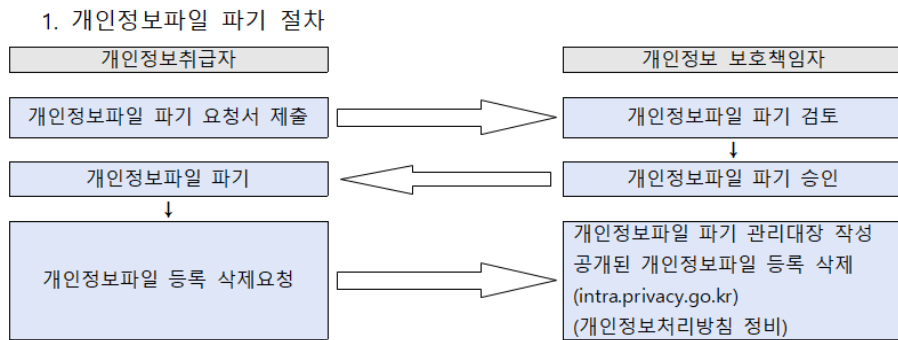 1. 개인정보파일 파기 절차
개인정보취급자
개인정보 보호책임자
개인정보파일 파기 요청서 제출
개인정보파일 파기 검토
↓
개인정보파일 파기
개인정보파일 파기 승인
↓
개인정보파일 등록 삭제요청
개인정보파일 파기 관리대장 작성
공개된 개인정보파일 등록 삭제
(intra.privacy.go.kr)
(개인정보처리방침 정비)